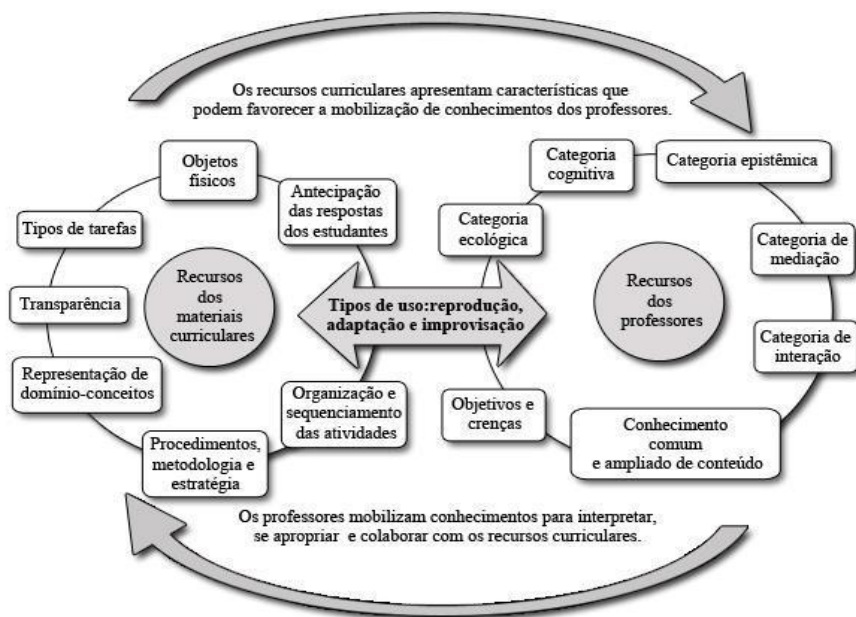 Os recursos curriculares apresentam características que
podem favorecer a mobilização de conhecimentos dos professores.
Objetos
físicos
Antecipação
das respostas
dos estudantes
Tipos de tarefas
Transparência
Recursos
dos
materiais
curriculares
Representação de
domínio-conceitos
Procedimentos,
metodologia e
estratégia
Organização e
sequenciamento
das atividades
Tipos de uso:reprodução,
adaptação e improvisação
Categoria
cognitiva
Categoria epistêmica
Categoria
ecológica
Categoria de
mediação
Recursos
dos
professores
Categoria de
interação
Objetivos e
crenças
Conhecimento
comum
e ampliado de conteúdo
Os professores mobilizam conhecimentos para interpretar,
se apropriar e colaborar com os recursos curriculares.